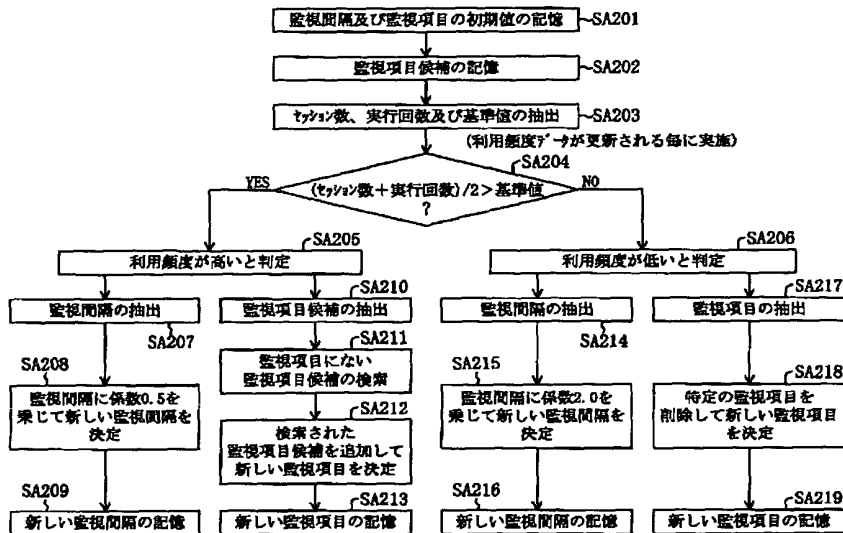 監視間隔及び監視項目の初期値の記憶
SA201
監視項目候補の記憶
SA202
セッション数、実行回数及び基準値の抽出
SA203
(利用頻度データが更新される毎に実施)
SA204
YES
(セッション数+実行回数)/2>基準値
?
NO
SA205
利用頻度が高いと判定
SA206
利用頻度が低いと判定
監視間隔の抽出
SA207
SA210
監視項目候補の抽出
監視間隔の抽出
SA214
SA217
監視項目の抽出
SA208
監視間隔に係数0.5を
乗じて新しい監視間隔を
決定
SA211
監視項目にない
監視項目候補の検索
SA212
検索された
監視項目候補を追加して
新しい監視項目を決定
SA215
監視間隔に係数2.0を
乗じて新しい監視間隔を
決定
SA218
特定の監視項目を
削除して新しい監視項目
を決定
SA209
新しい監視間隔の記憶
SA213
新しい監視項目の記憶
SA216
新しい監視間隔の記憶
SA219
新しい監視項目の記憶